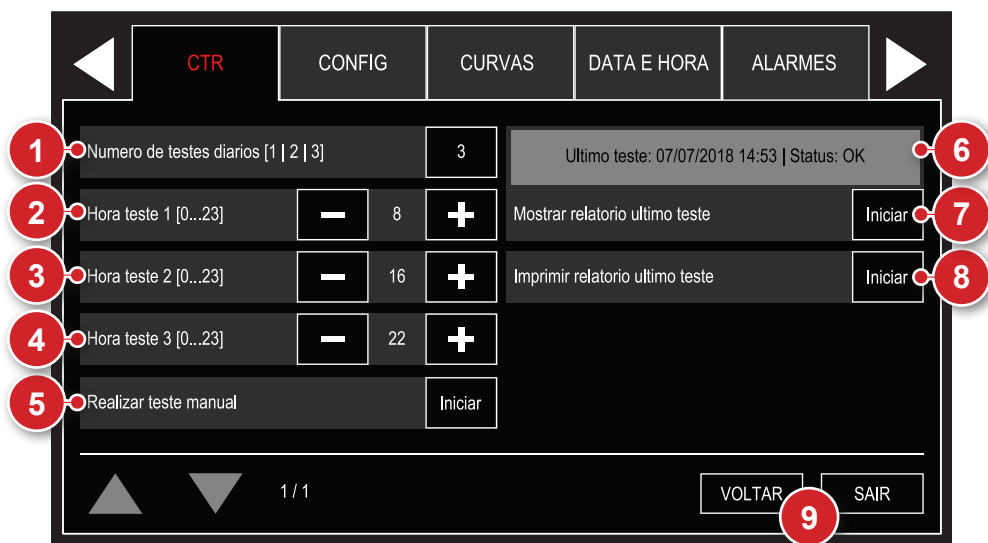 CTR CONFIG CURVAS DATA E HORA ALARMES
1 Numero de testes diarios [1 | 2 | 3] 3
2 Hora teste 1 [0...23] 8
3 Hora teste 2 [0...23] 16
4 Hora teste 3 [0...23] 22
5 Realizar teste manual Iniciar
Ultimo teste: 07/07/2018 14:53 | Status: OK 6
Mostrar relatorio ultimo teste Iniciar 7
Imprimir relatorio ultimo teste Iniciar 8
1 / 1
VOLTAR SAIR
9